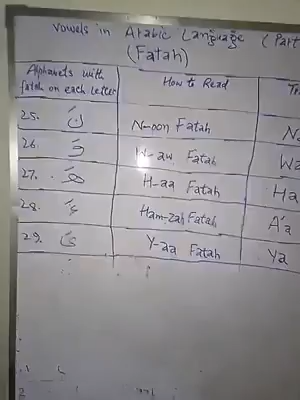 Vowels in Arabic Language (Part
(Fatah)
Alphabets with fatah on each letter How to Read Tr
25. نَ N-oon Fatah N
26. وَ W-aw Fatah Wa
27. هَ H-aa Fatah Ha
28. ءَ Ham-zah Fatah A'a
29. يَ Y-aa Fatah Ya